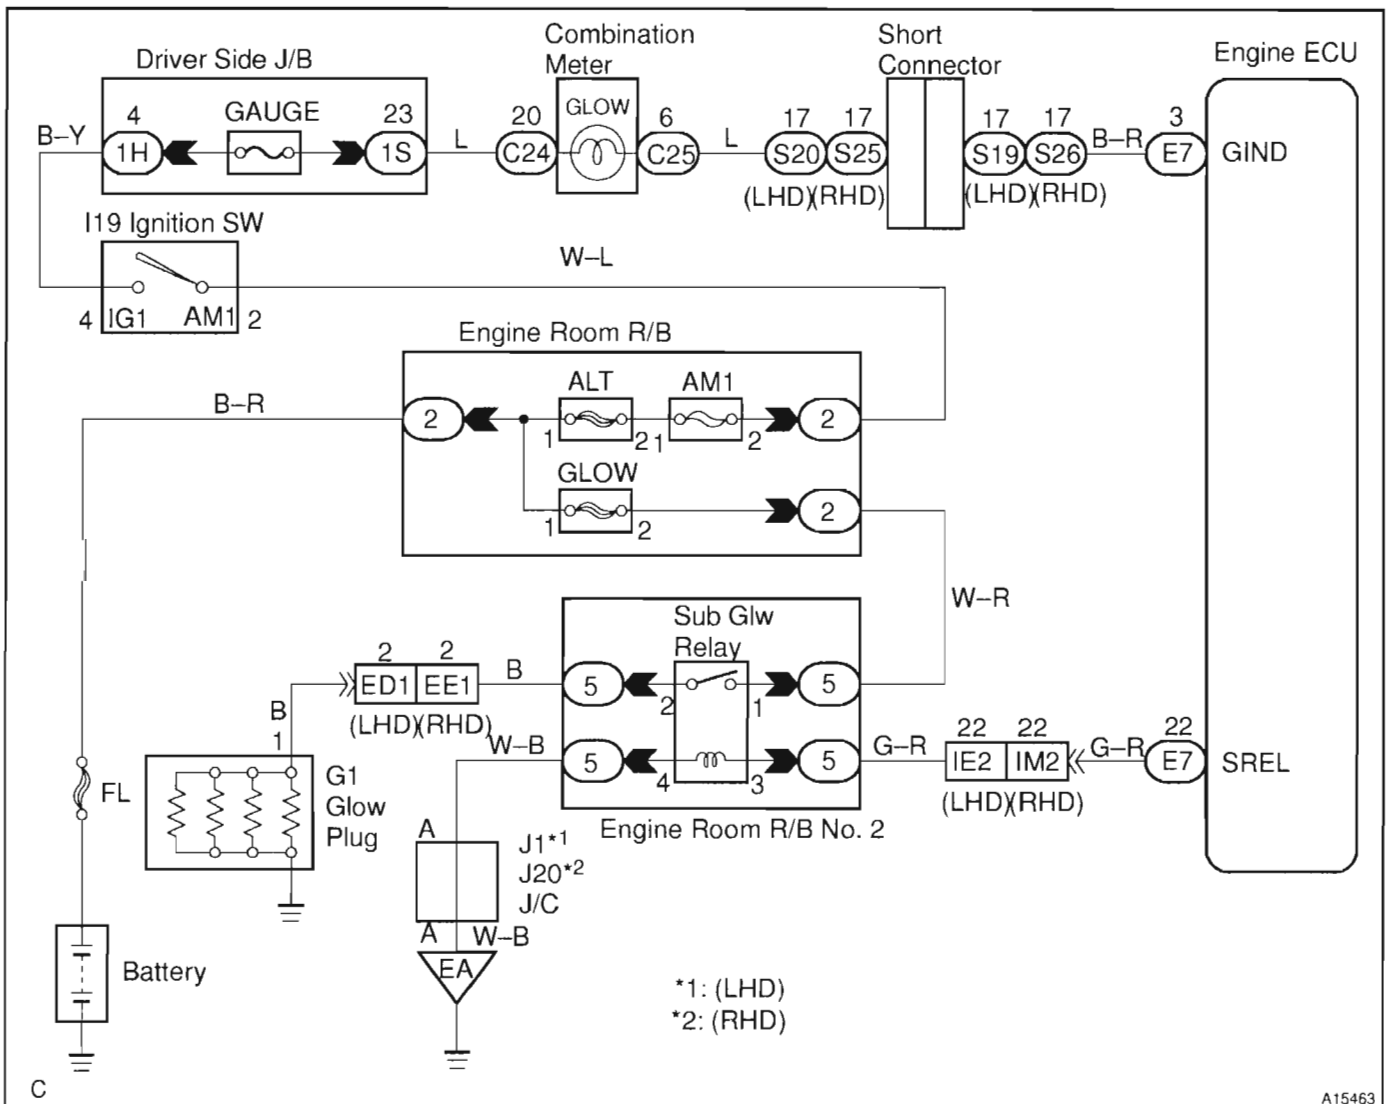 Combination
Meter
Short
Connector
Engine ECU
Driver Side J/B
4
GAUGE
23
20
GLOW
6
17
17
17
17
3
B–Y
1H
1S
L
C24
C25
L
S20
S25
S19
S26
B–R
E7
GIND
(LHD)(RHD)
(LHD)(RHD)
I19 Ignition SW
W–L
4
IG1
AM1
2
Engine Room R/B
ALT
AM1
B–R
2
1
2
1
2
2
GLOW
1
2
2
W–R
Sub Glw
Relay
2
2
ED1
EE1
B
5
2
1
5
(LHD)(RHD)
B
1
W–B
5
4
3
5
G–R
22
22
IE2
IM2
G–R
22
E7
SREL
(LHD)(RHD)
Engine Room R/B No. 2
FL
G1
Glow
Plug
A
J1*1
J20*2
J/C
A
W–B
EA
Battery
*1: (LHD)
*2: (RHD)
C
A15463